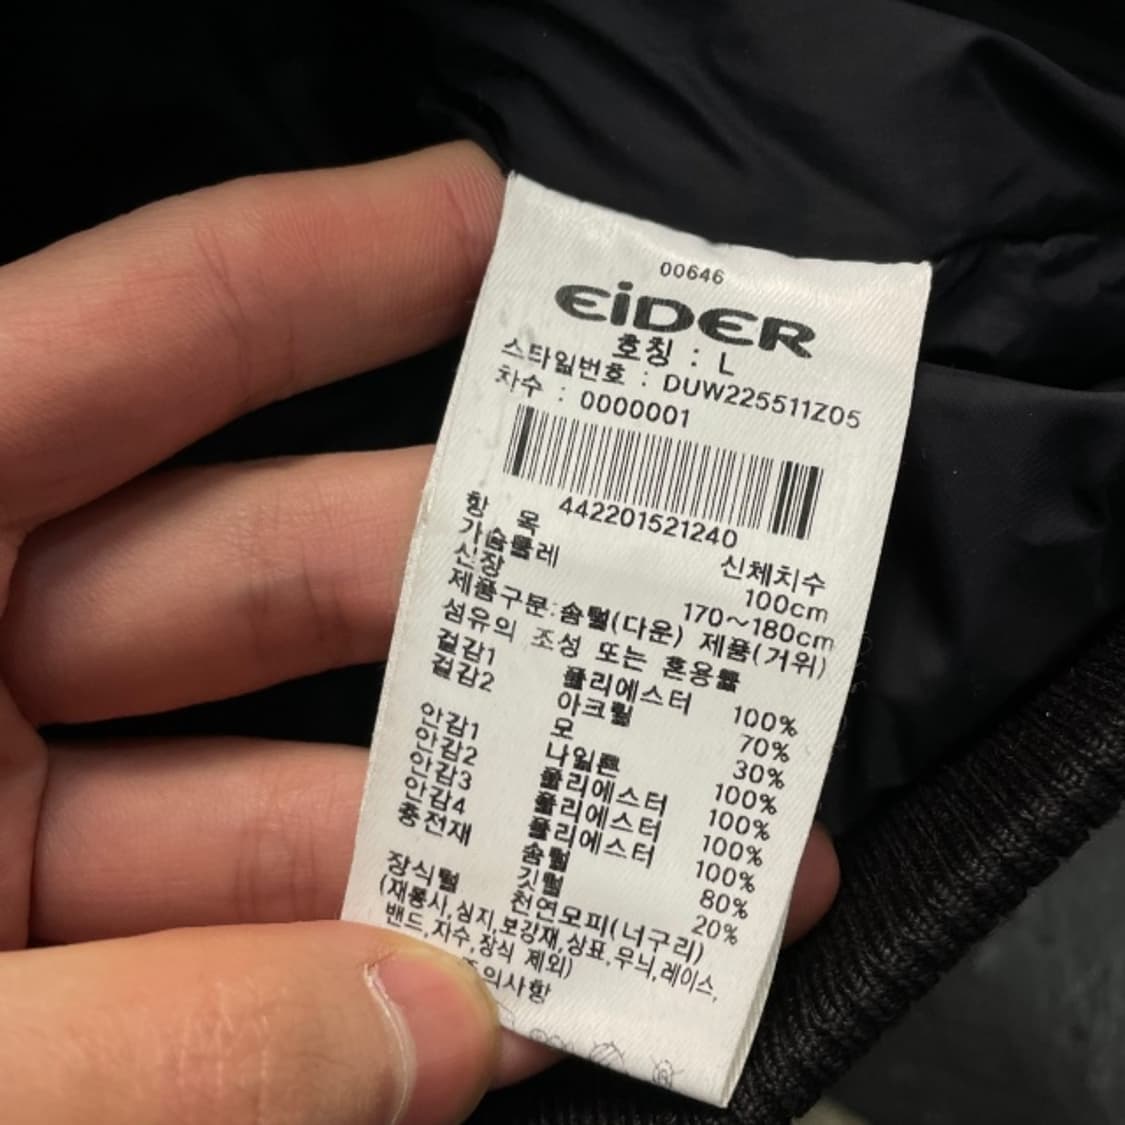 00646
EiDER
호칭 : L
스타일번호 : DUW225511Z05
차수 : 0000001
442201521240
항 목 신체치수
가슴둘레 100cm
신장 170~180cm
제품구분:솜털(다운) 제품(거위)
섬유의 조성 또는 혼용률
겉감1 폴리에스터 100%
겉감2 아크릴 70%
모 30%
안감1 나일론 100%
안감2 폴리에스터 100%
안감3 폴리에스터 100%
안감4 폴리에스터 100%
충전재 솜털 80%
깃털 20%
장식털 천연모피(너구리)
(재봉사,심지,보강재,상표,무늬,레이스,
밴드,자수,장식 제외)